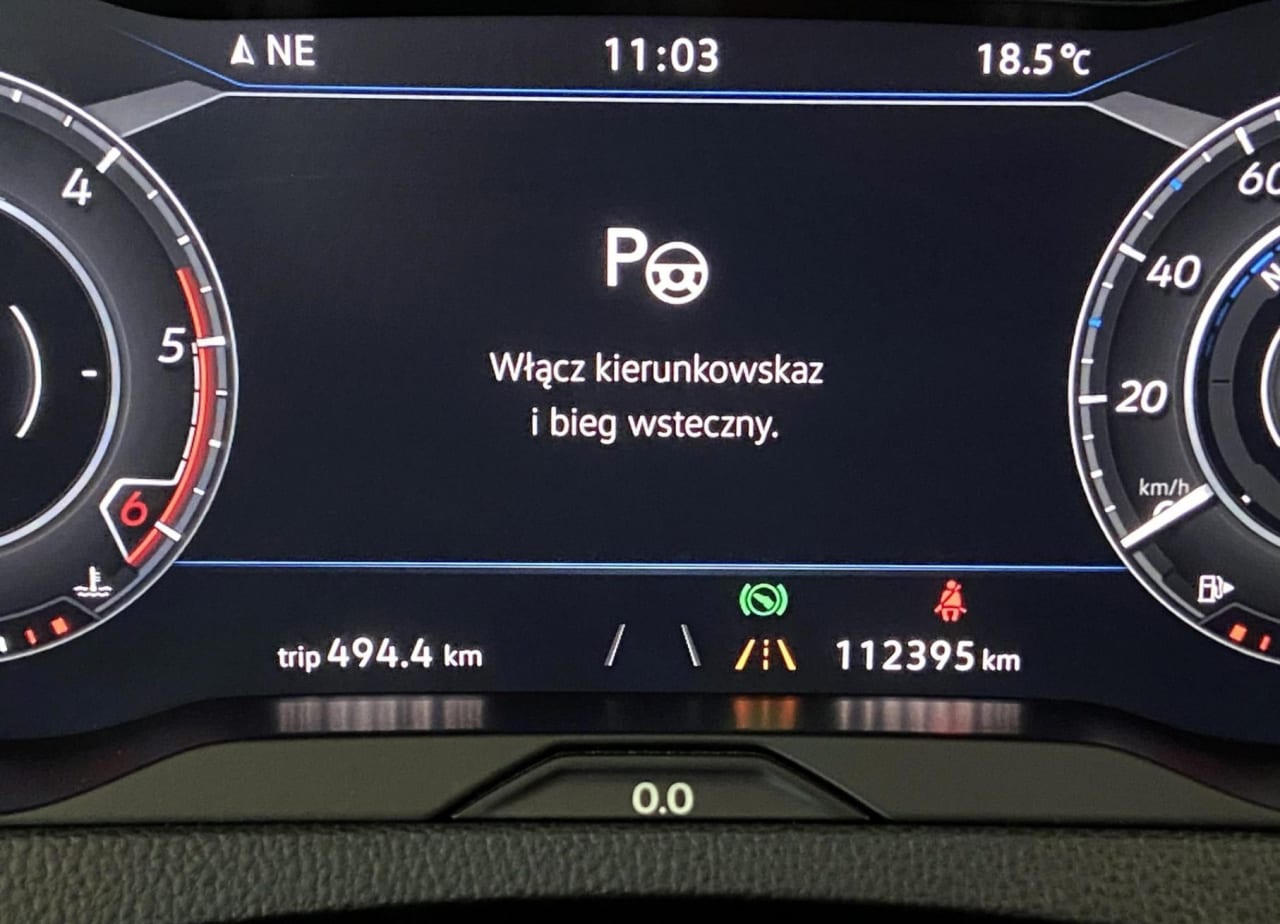 NE 11:03 18.5°C
4
60
5
40
P
Włącz kierunkowskaz
20
i bieg wsteczny.
6
km/h
trip 494.4 km 112395 km
0.0